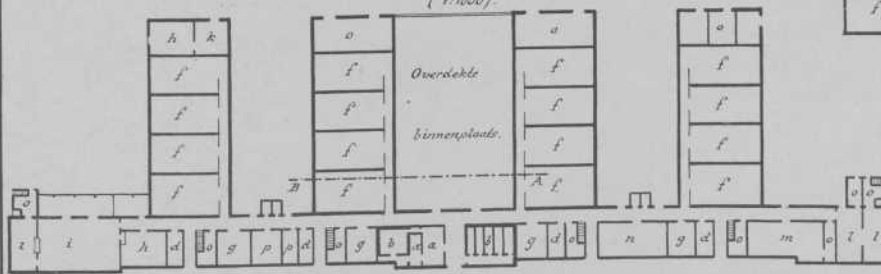 (1:1000).
h k o o o f
f f f f
Overdekte
f f f f
binnenplaats.
f f f f
B A
f f f f
o o o
i i h d o g p p d o g b a a b g d o n g d o m o l l